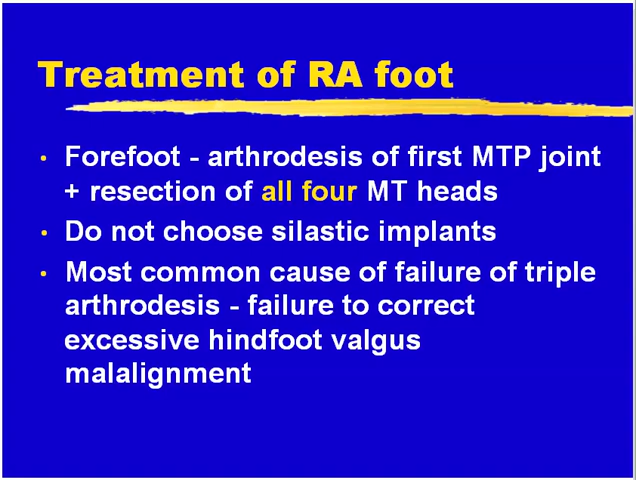 Treatment of RA foot
• Forefoot - arthrodesis of first MTP joint
+ resection of all four MT heads
• Do not choose silastic implants
• Most common cause of failure of triple
arthrodesis - failure to correct
excessive hindfoot valgus
malalignment